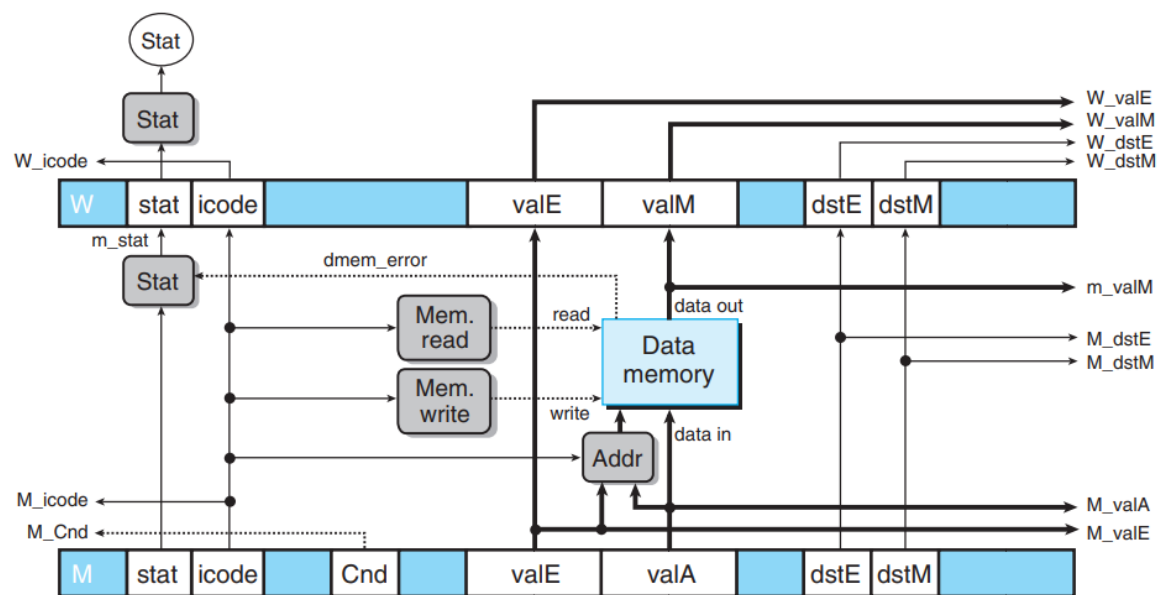 Stat
Stat
W_valE
W_valM
W_dstE
W_icode
W_dstM
W stat icode valE valM dstE dstM
m_stat
dmem_error
Stat
m_valM
data out
Mem. read
read
Data memory
M_dstE
M_dstM
Mem. write
write
data in
Addr
M_icode
M_valA
M_Cnd
M_valE
M stat icode Cnd valE valA dstE dstM